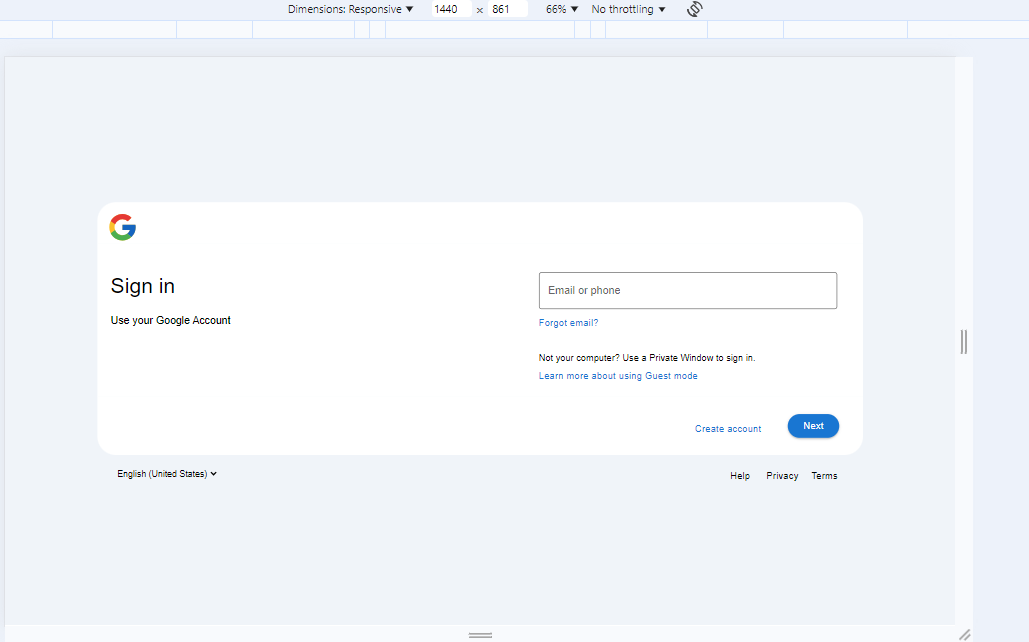 Dimensions: Responsive ▼ 1440 × 861 66% ▼ No throttling ▼
Sign in
Use your Google Account
Email or phone
Forgot email?
Not your computer? Use a Private Window to sign in.
Learn more about using Guest mode
Create account Next
English (United States)
Help Privacy Terms